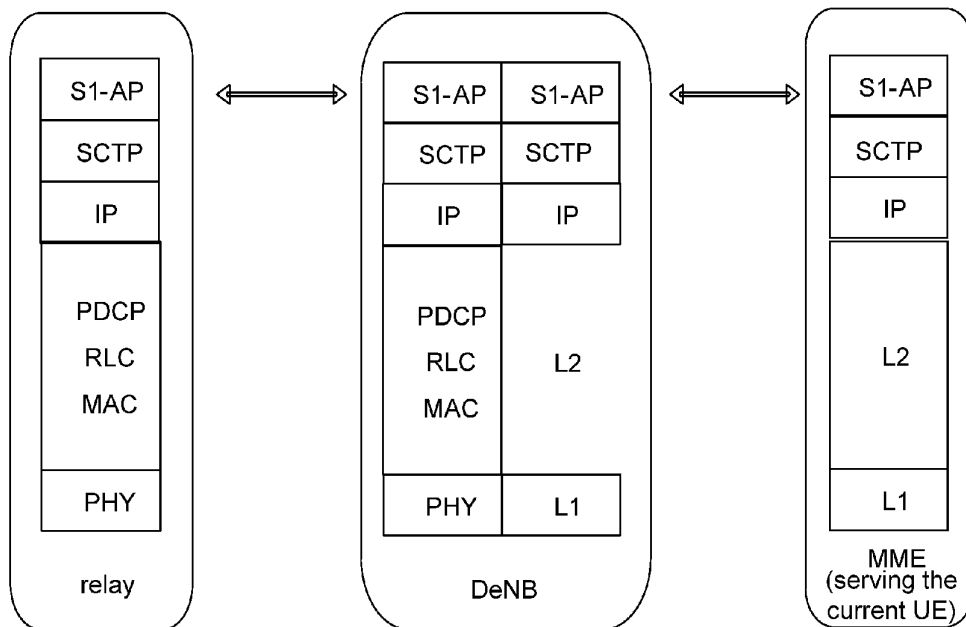 S1-AP
SCTP
IP
PDCP
RLC
MAC
PHY
relay
S1-AP S1-AP
SCTP SCTP
IP IP
PDCP
RLC L2
MAC
PHY L1
DeNB
S1-AP
SCTP
IP
L2
L1
MME
(serving the
current UE)